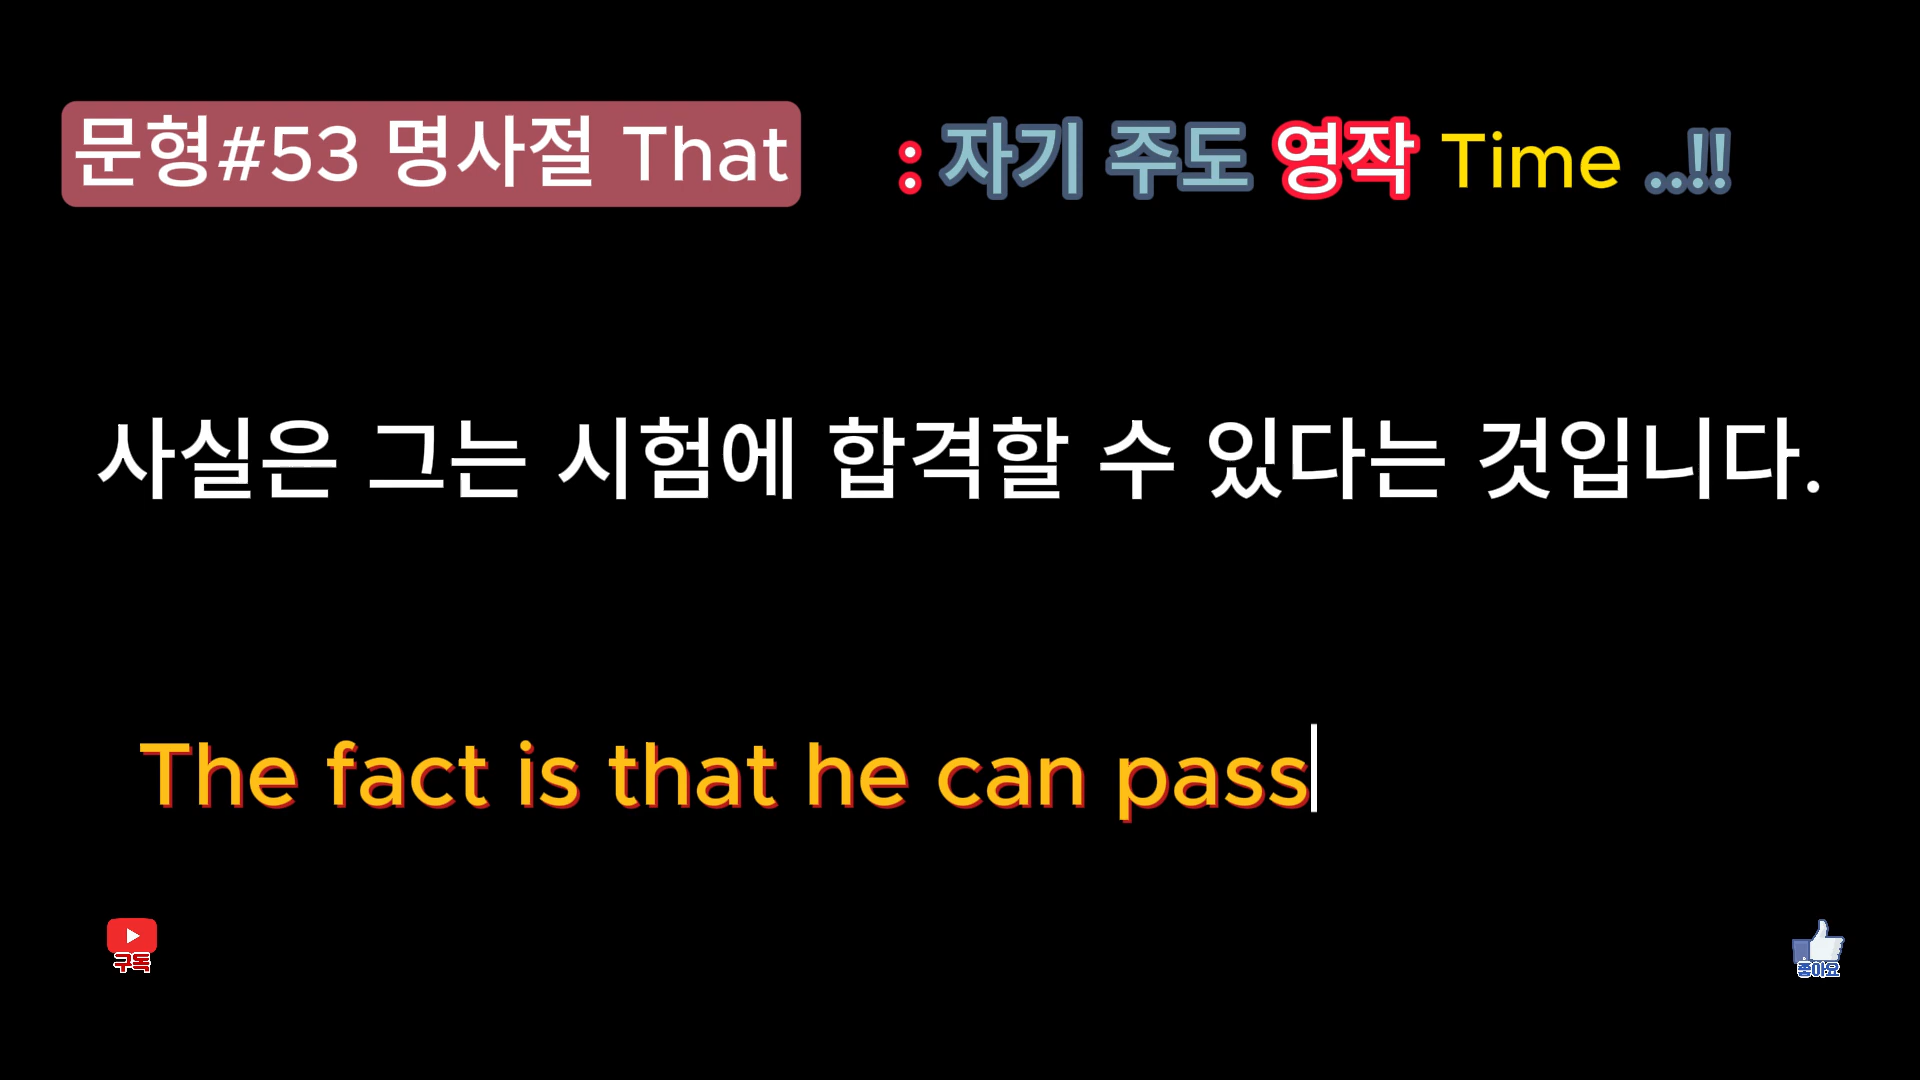 문형#53 명사절 That : 자기 주도 영작 Time ..!!
사실은 그는 시험에 합격할 수 있다는 것입니다.
The fact is that he can pass
구독
좋아요